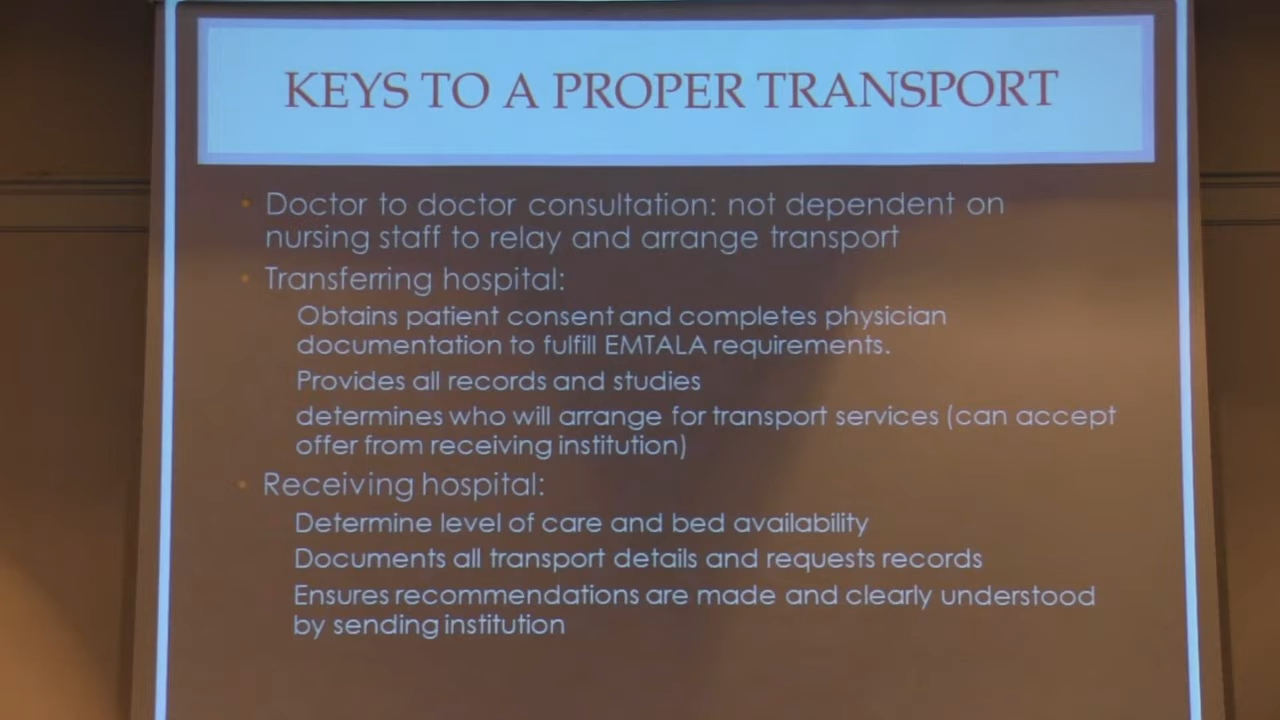 KEYS TO A PROPER TRANSPORT
• Doctor to doctor consultation: not dependent on
nursing staff to relay and arrange transport
• Transferring hospital:
Obtains patient consent and completes physician
documentation to fulfill EMTALA requirements.
Provides all records and studies
determines who will arrange for transport services (can accept
offer from receiving institution)
• Receiving hospital:
Determine level of care and bed availability
Documents all transport details and requests records
Ensures recommendations are made and clearly understood
by sending institution